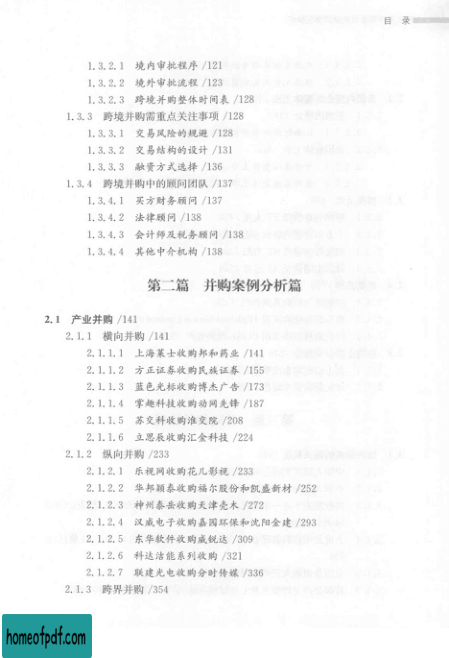 目 录
1.3.2.1 境内审批程序 /121
1.3.2.2 境外审批流程 /123
1.3.2.3 跨境并购整体时间表 /128
1.3.3 跨境并购需重点关注事项 /128
1.3.3.1 交易风险的规避 /128
1.3.3.2 交易结构的设计 /131
1.3.3.3 融资方式选择 /136
1.3.4 跨境并购中的顾问团队 /137
1.3.4.1 买方财务顾问 /137
1.3.4.2 法律顾问 /138
1.3.4.3 会计师及税务顾问 /138
1.3.4.4 其他中介机构 /138
第二篇 并购案例分析篇
2.1 产业并购 /141
2.1.1 横向并购 /141
2.1.1.1 上海莱士收购邦和药业 /141
2.1.1.2 方正证券收购民族证券 /155
2.1.1.3 蓝色光标收购博杰广告 /173
2.1.1.4 掌趣科技收购动网先锋 /187
2.1.1.5 苏交科收购淮交院 /208
2.1.1.6 立思辰收购汇金科技 /224
2.1.2 纵向并购 /233
2.1.2.1 乐视网收购花儿影视 /233
2.1.2.2 华邦颖泰收购福尔股份和凯盛新材 /252
2.1.2.3 神州泰岳收购天津壳木 /272
2.1.2.4 汉威电子收购嘉园环保和沈阳金建 /293
2.1.2.5 东华软件收购威锐达 /309
2.1.2.6 科达洁能系列收购 /321
2.1.2.7 联建光电收购分时传媒 /336
2.1.3 跨界并购 /354
homeofpdf.com